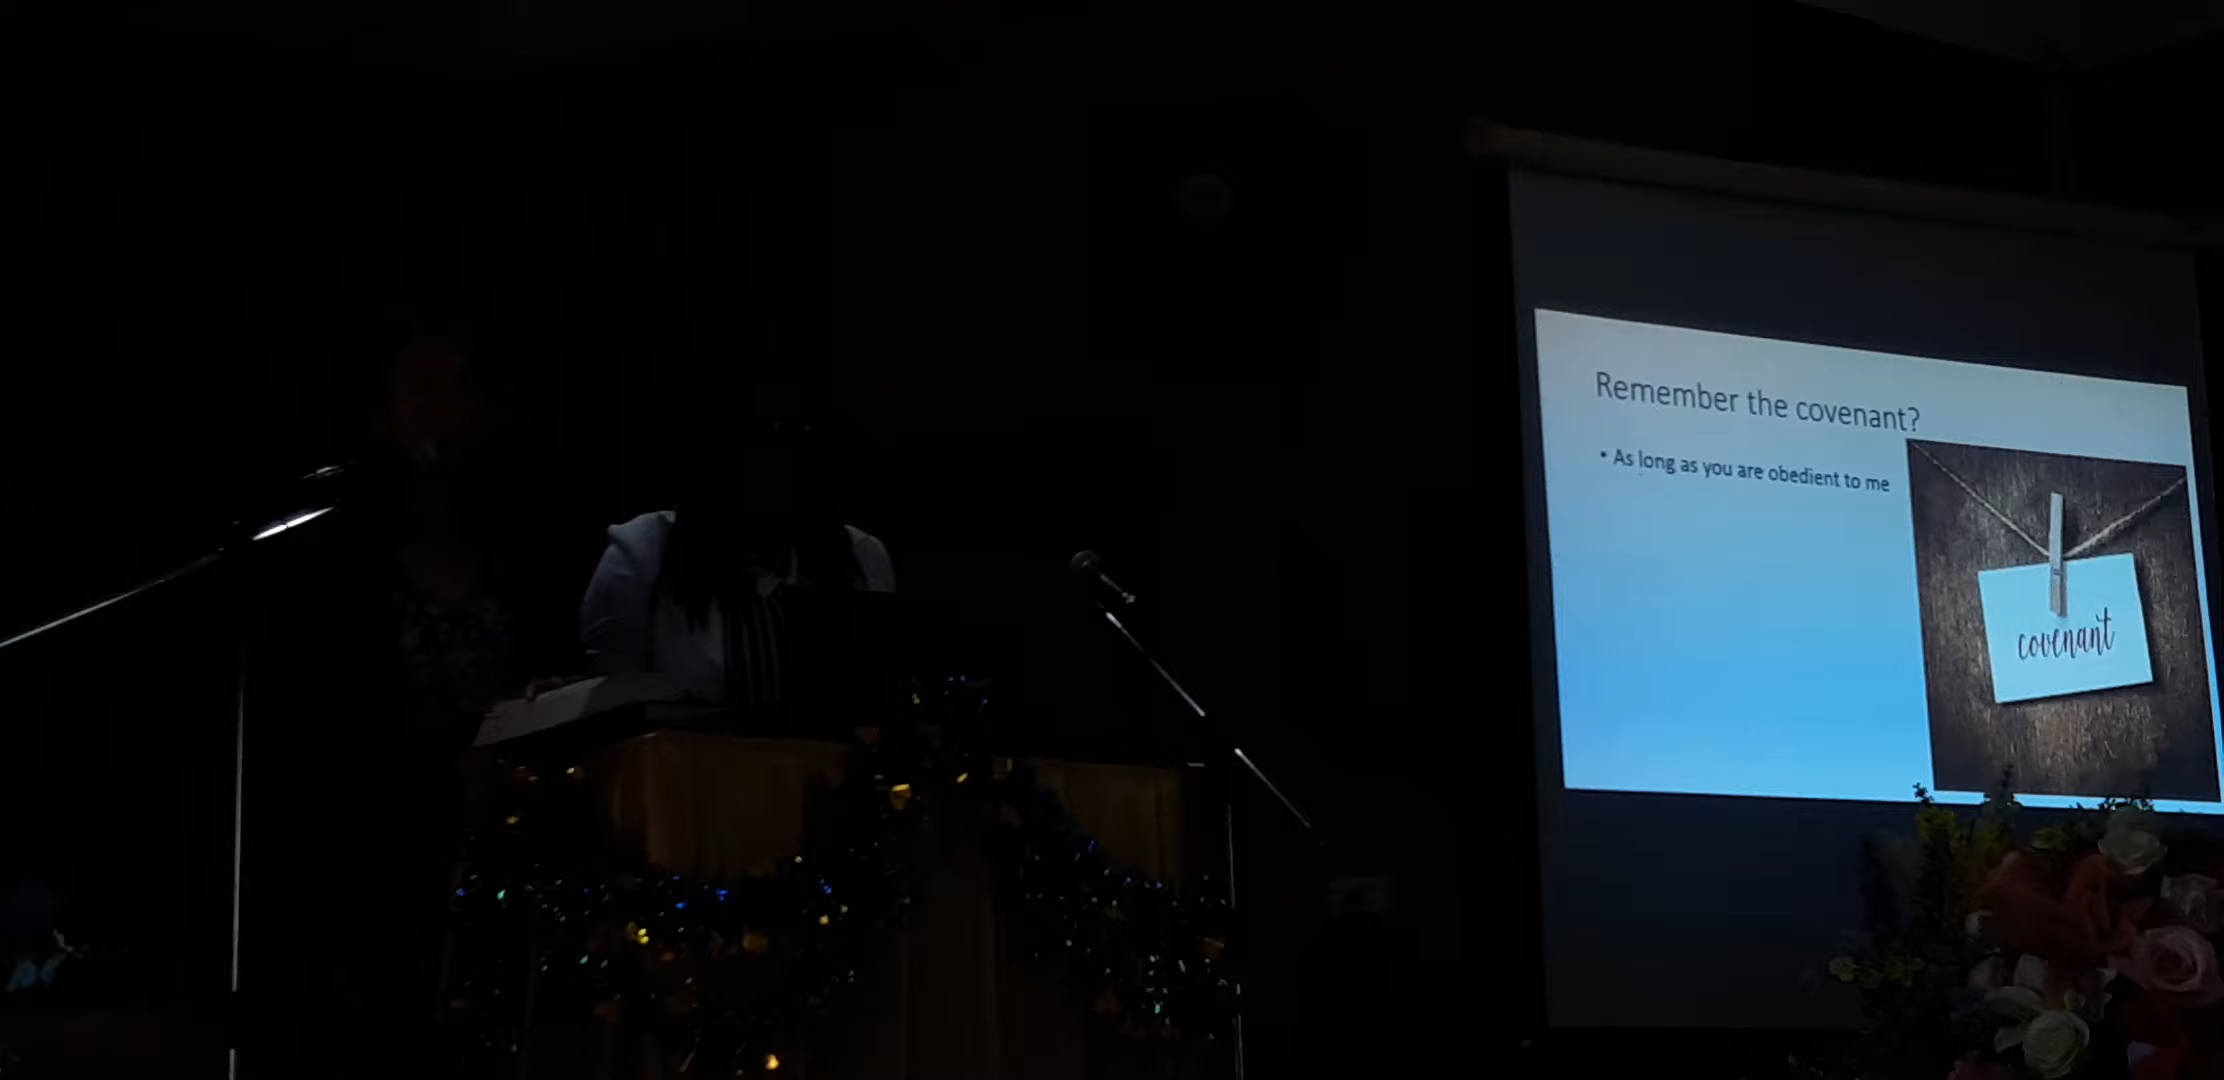 Remember the covenant?
• As long as you are obedient to me
covenant